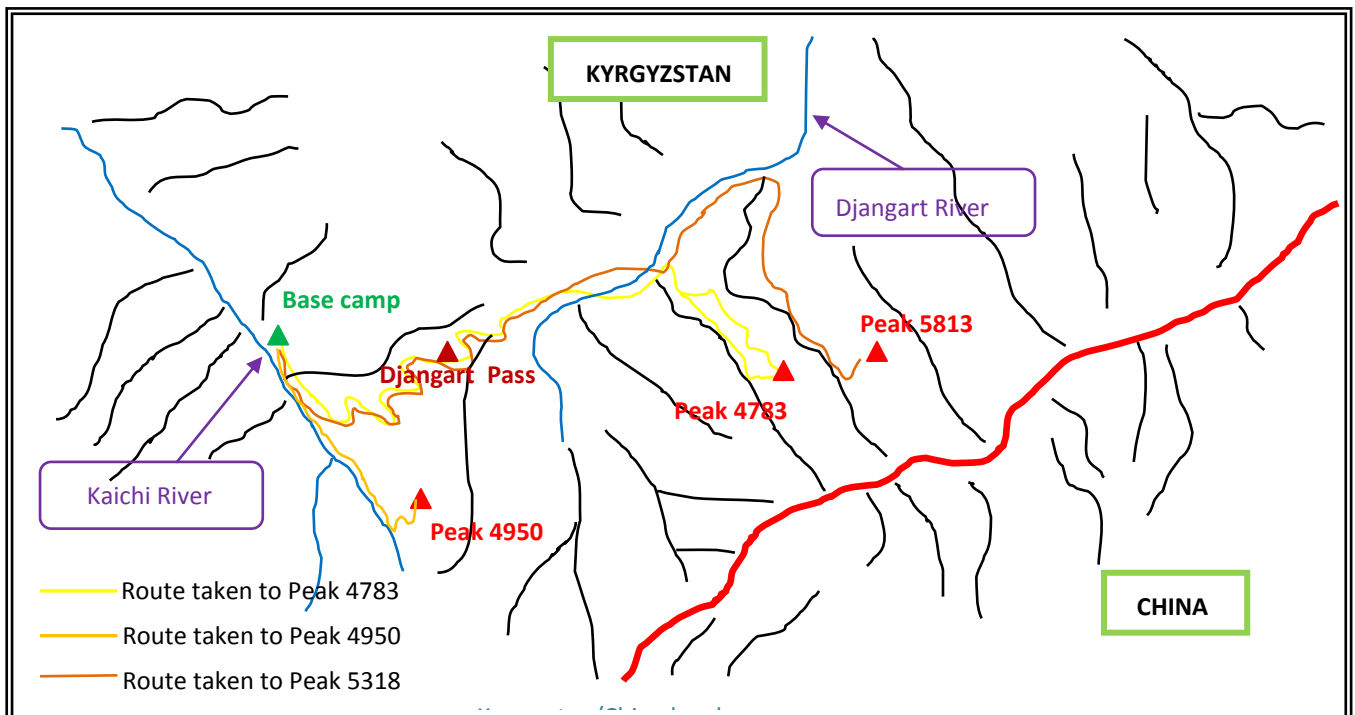 KYRGYZSTAN
Djangart River
Base camp
Peak 5813
Djangart Pass
Peak 4783
Kaichi River
Peak 4950
Route taken to Peak 4783
CHINA
Route taken to Peak 4950
Route taken to Peak 5318